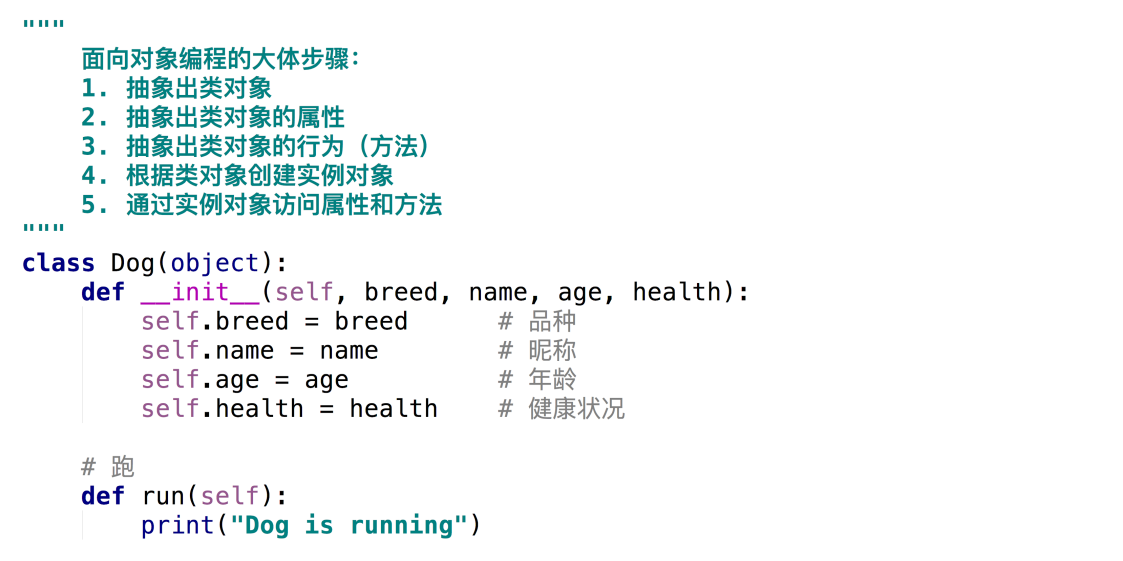 """
    面向对象编程的大体步骤：
    1. 抽象出类对象
    2. 抽象出类对象的属性
    3. 抽象出类对象的行为（方法）
    4. 根据类对象创建实例对象
    5. 通过实例对象访问属性和方法
"""
class Dog(object):
    def __init__(self, breed, name, age, health):
        self.breed = breed      # 品种
        self.name = name        # 昵称
        self.age = age          # 年龄
        self.health = health    # 健康状况

    # 跑
    def run(self):
        print("Dog is running")